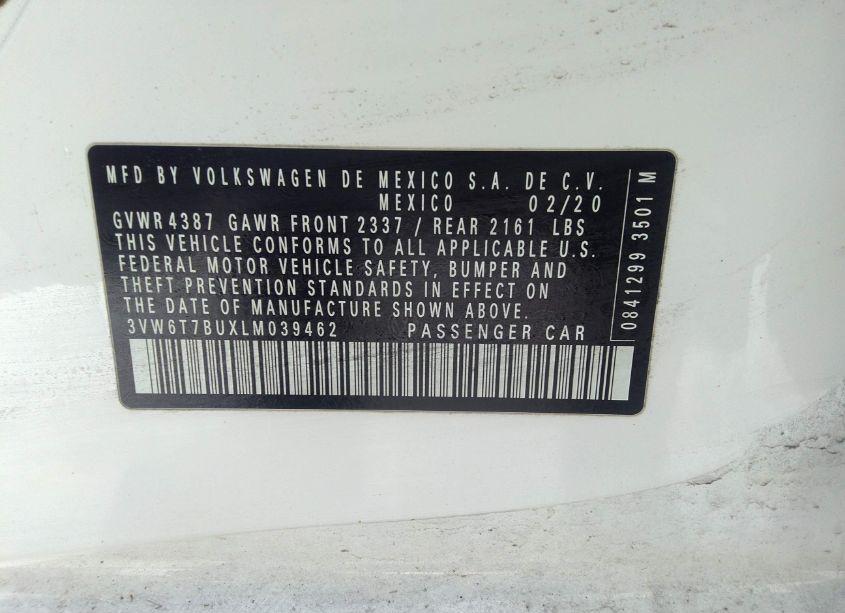 MFD BY VOLKSWAGEN DE MEXICO S.A. DE C.V.
MEXICO 02/20
GVWR 4387 GAWR FRONT 2337 / REAR 2161 LBS
THIS VEHICLE CONFORMS TO ALL APPLICABLE U.S.
FEDERAL MOTOR VEHICLE SAFETY, BUMPER AND
THEFT PREVENTION STANDARDS IN EFFECT ON
THE DATE OF MANUFACTURE SHOWN ABOVE.
3VW6T7BUXLM039462 PASSENGER CAR
0841299 3501 M